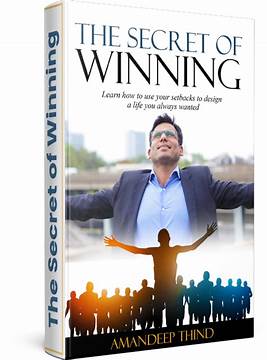 The Secret of Winning
THE SECRET OF
WINNING
Learn how to use your setbacks to design
a life you always wanted
AMANDEEP THIND